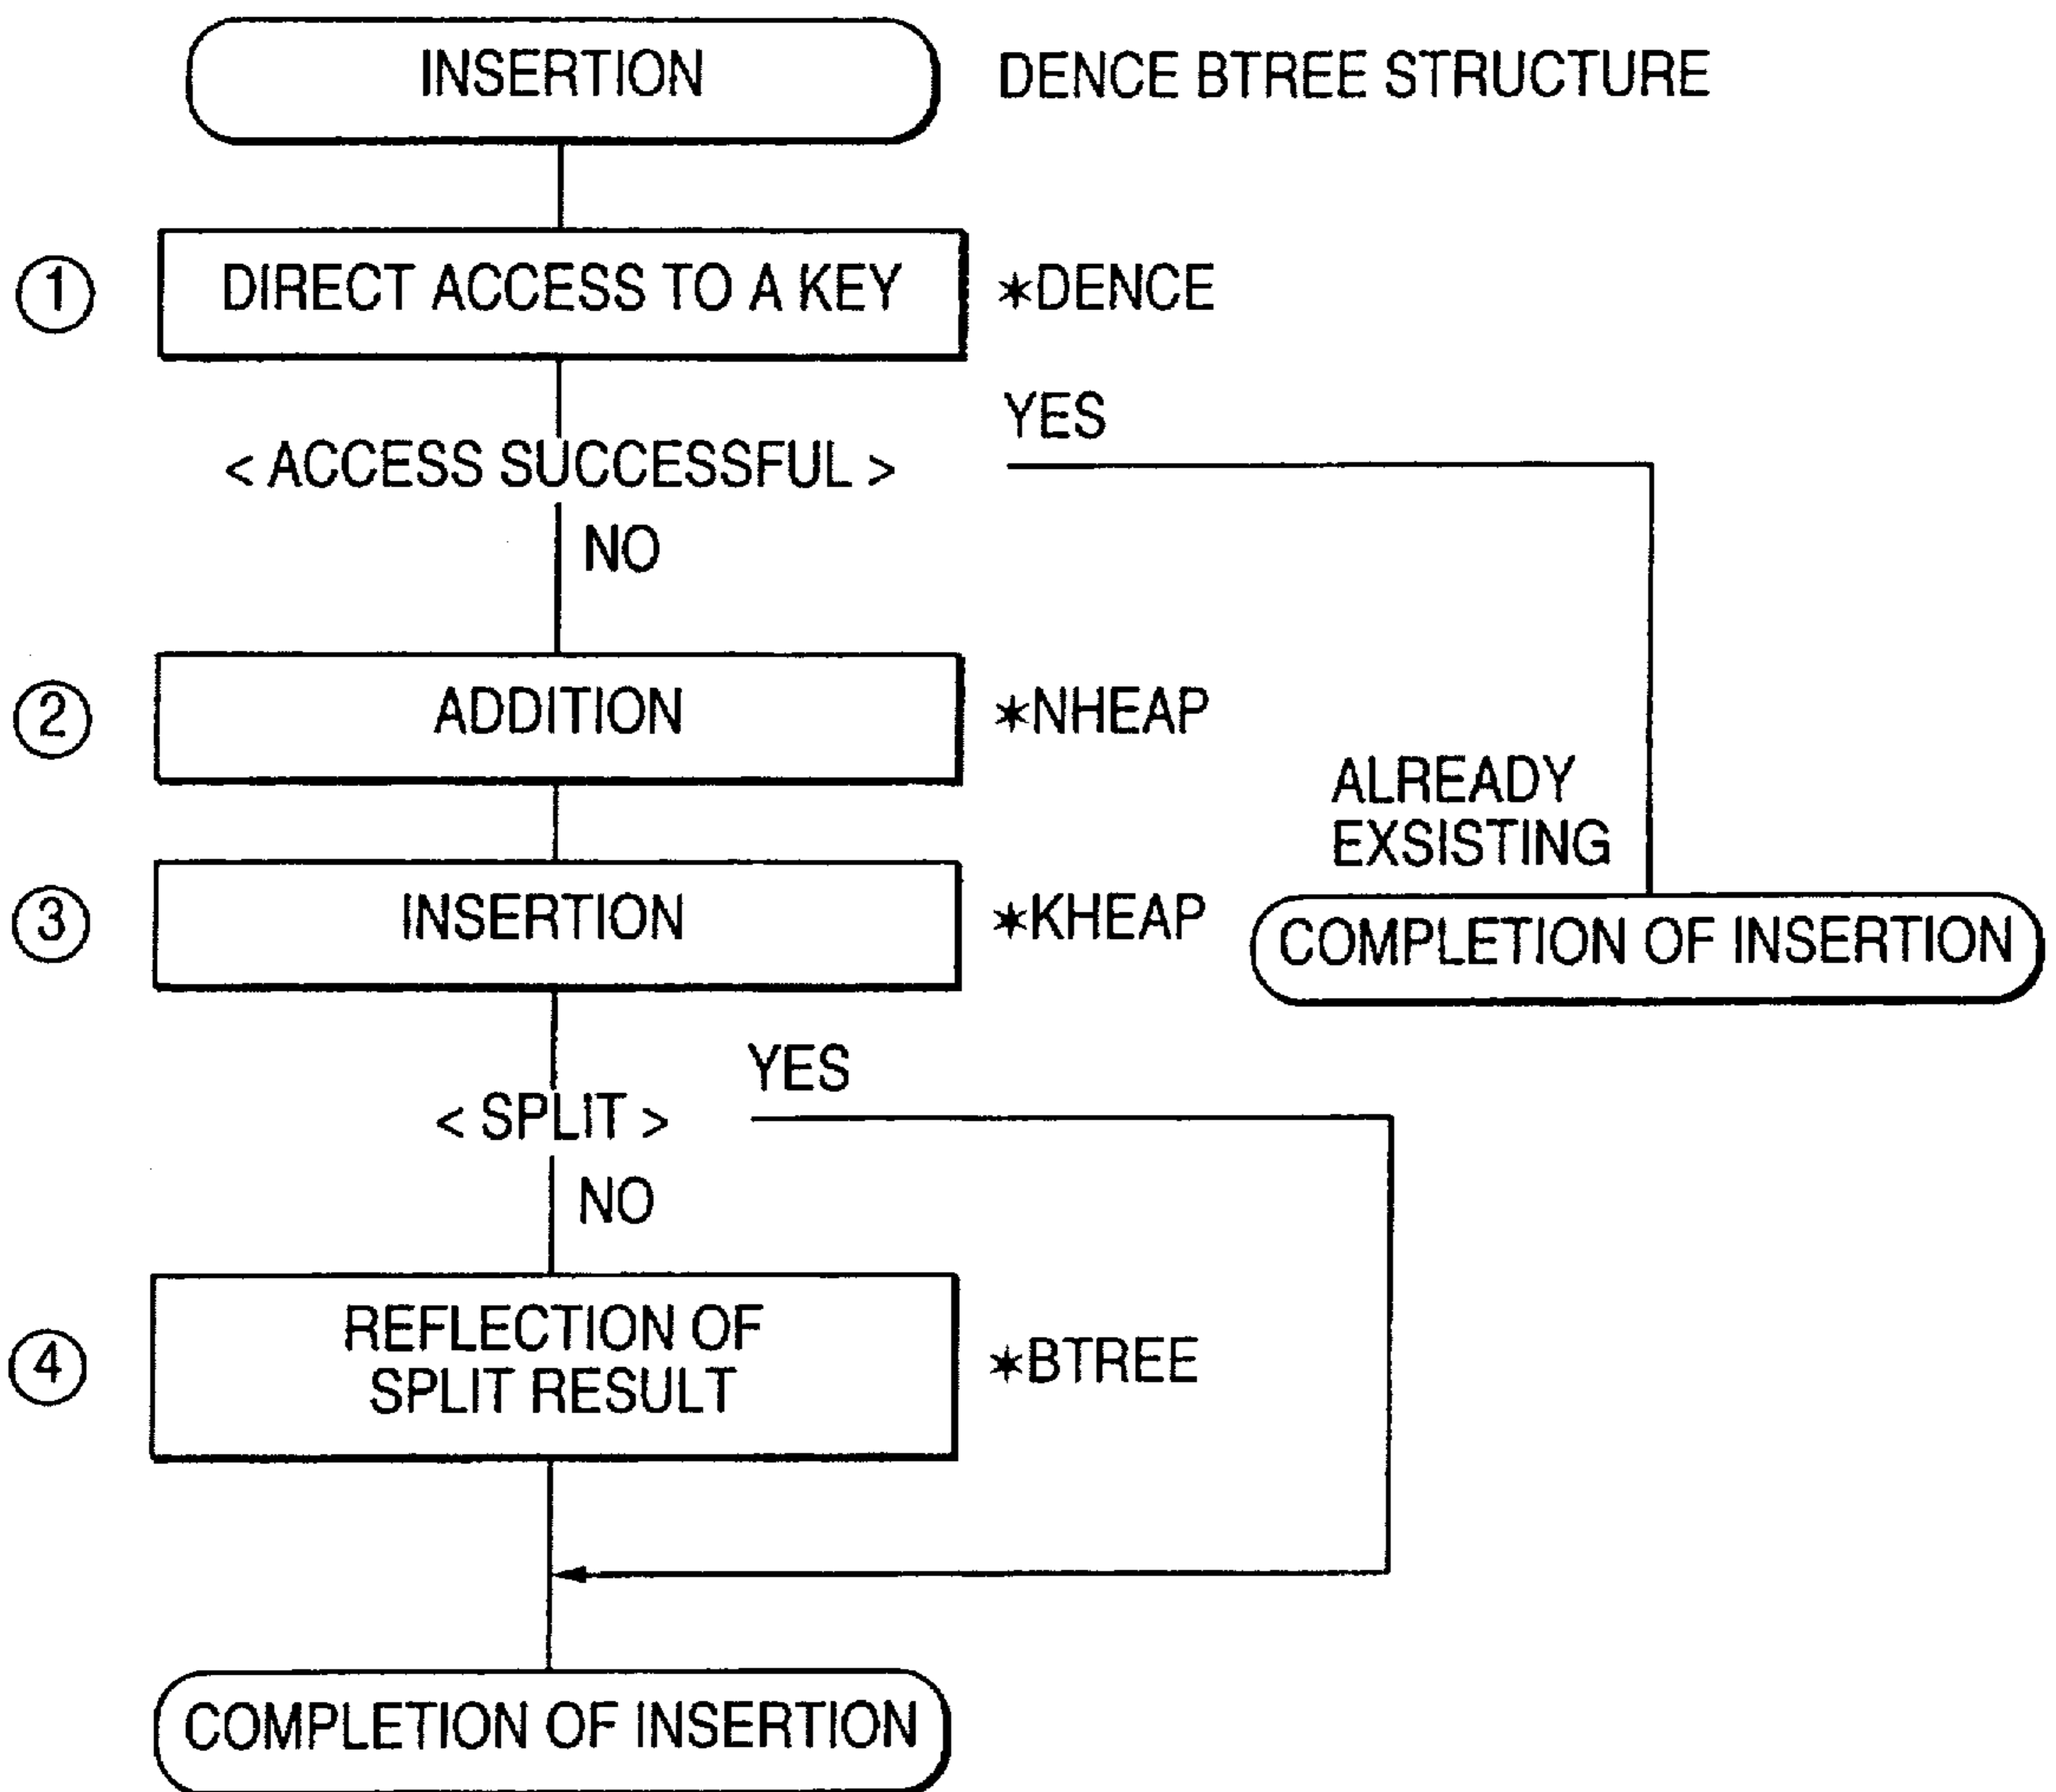 INSERTION
DENCE BTREE STRUCTURE
1
DIRECT ACCESS TO A KEY
*DENCE
YES
< ACCESS SUCCESSFUL >
NO
2
ADDITION
*NHEAP
ALREADY
EXSISTING
3
INSERTION
*KHEAP
COMPLETION OF INSERTION
YES
< SPLIT >
NO
4
REFLECTION OF
SPLIT RESULT
*BTREE
COMPLETION OF INSERTION